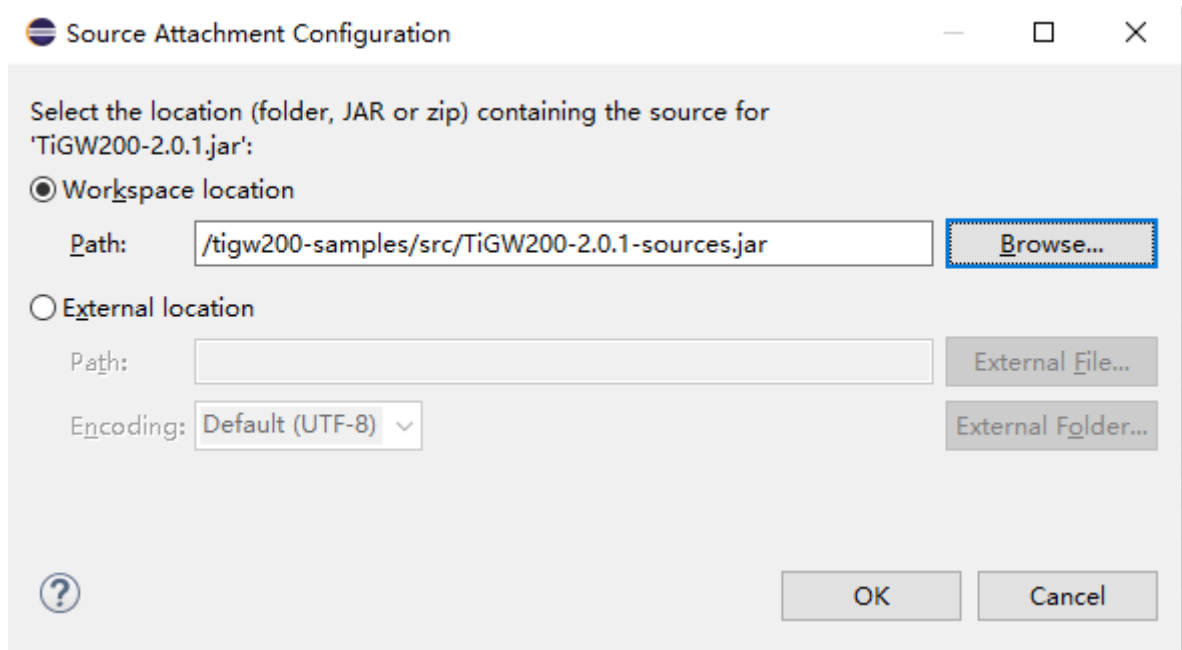 Source Attachment Configuration
Select the location (folder, JAR or zip) containing the source for
'TiGW200-2.0.1.jar':
Workspace location
Path: /tigw200-samples/src/TiGW200-2.0.1-sources.jar Browse...
External location
Path: External File...
Encoding: Default (UTF-8) External Folder...
? OK Cancel